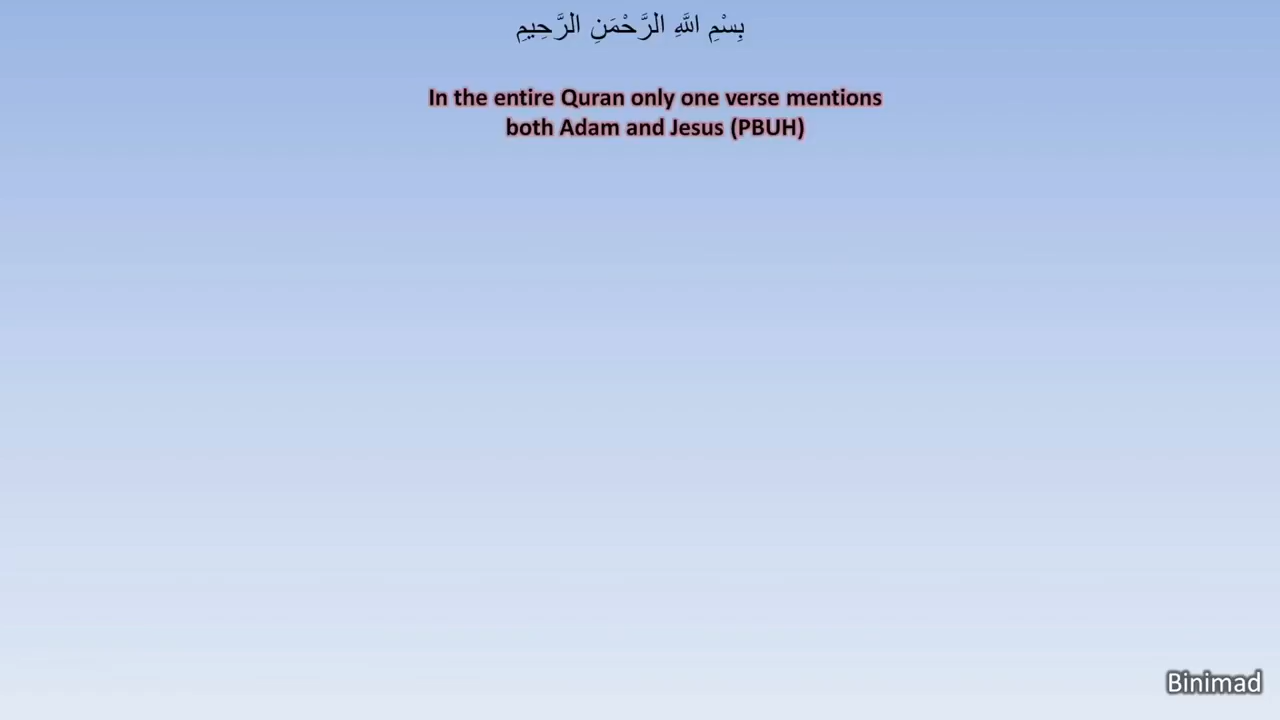 بِسْمِ اللَّهِ الرَّحْمَنِ الرَّحِيمِ
In the entire Quran only one verse mentions
both Adam and Jesus (PBUH)
Binimad